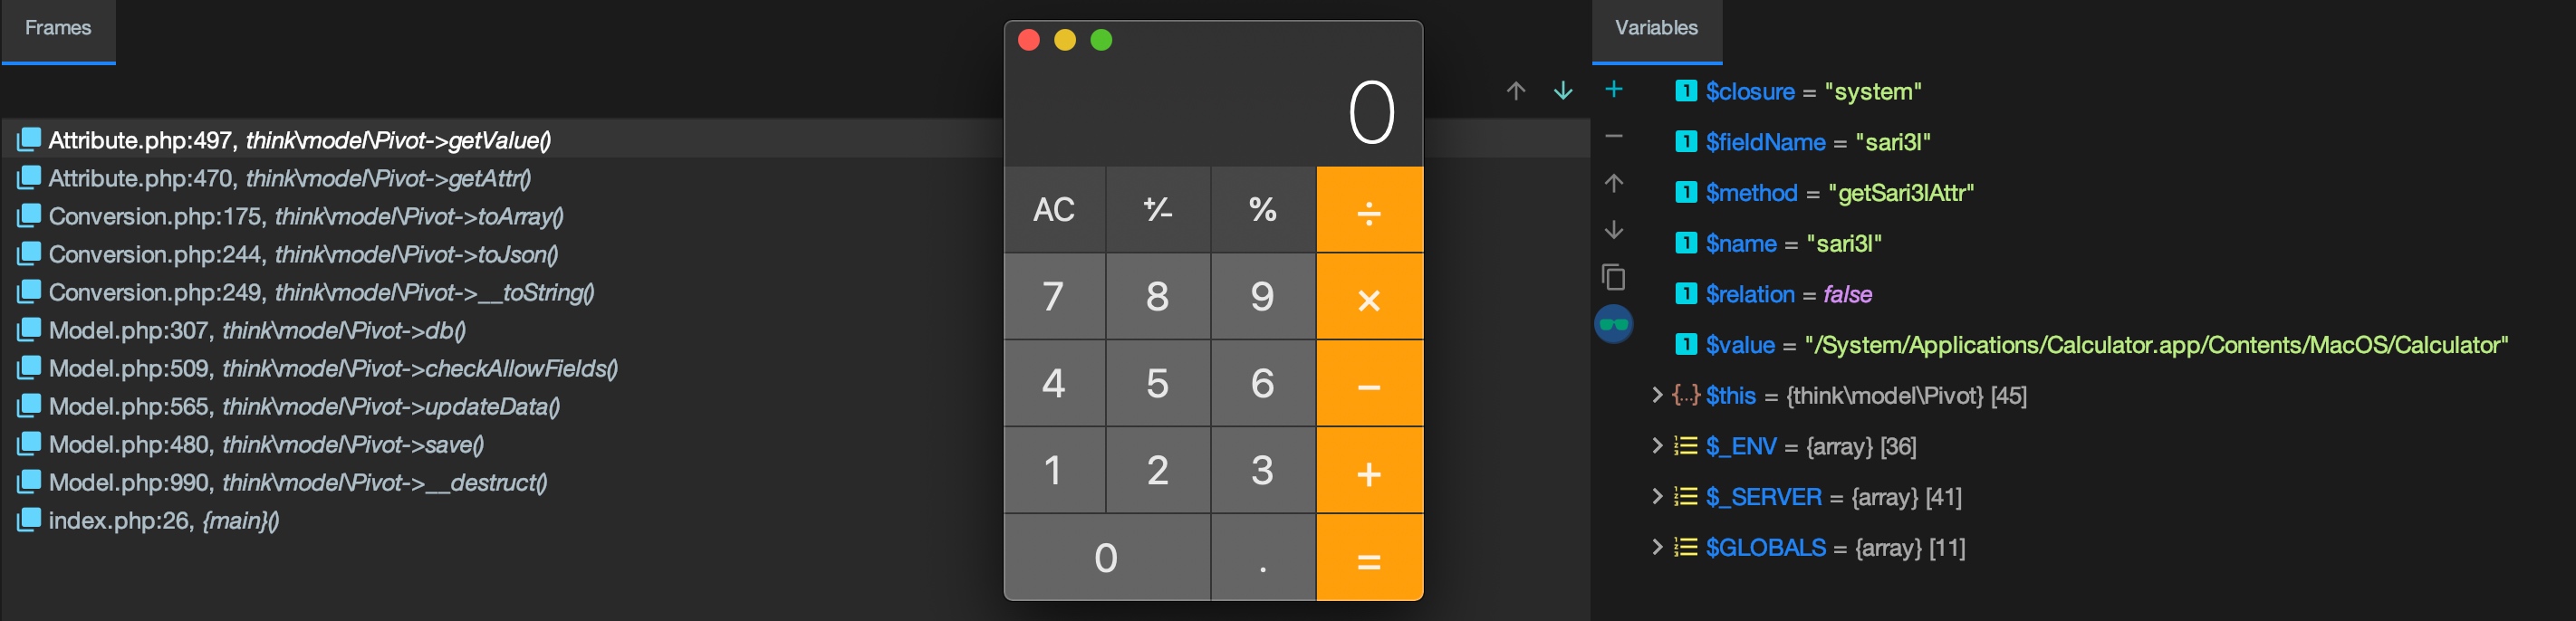 Frames
Attribute.php:497, think\model\Pivot->getValue()
Attribute.php:470, think\model\Pivot->getAttr()
Conversion.php:175, think\model\Pivot->toArray()
Conversion.php:244, think\model\Pivot->toJson()
Conversion.php:249, think\model\Pivot->__toString()
Model.php:307, think\model\Pivot->db()
Model.php:509, think\model\Pivot->checkAllowFields()
Model.php:565, think\model\Pivot->updateData()
Model.php:480, think\model\Pivot->save()
Model.php:990, think\model\Pivot->__destruct()
index.php:26, {main}()
0
AC +⁄- % ÷
7 8 9 ×
4 5 6 −
1 2 3 +
0 . =
Variables
$closure = "system"
$fieldName = "sari3l"
$method = "getSari3lAttr"
$name = "sari3l"
$relation = false
$value = "/System/Applications/Calculator.app/Contents/MacOS/Calculator"
$this = {think\model\Pivot} [45]
$_ENV = {array} [36]
$_SERVER = {array} [41]
$GLOBALS = {array} [11]